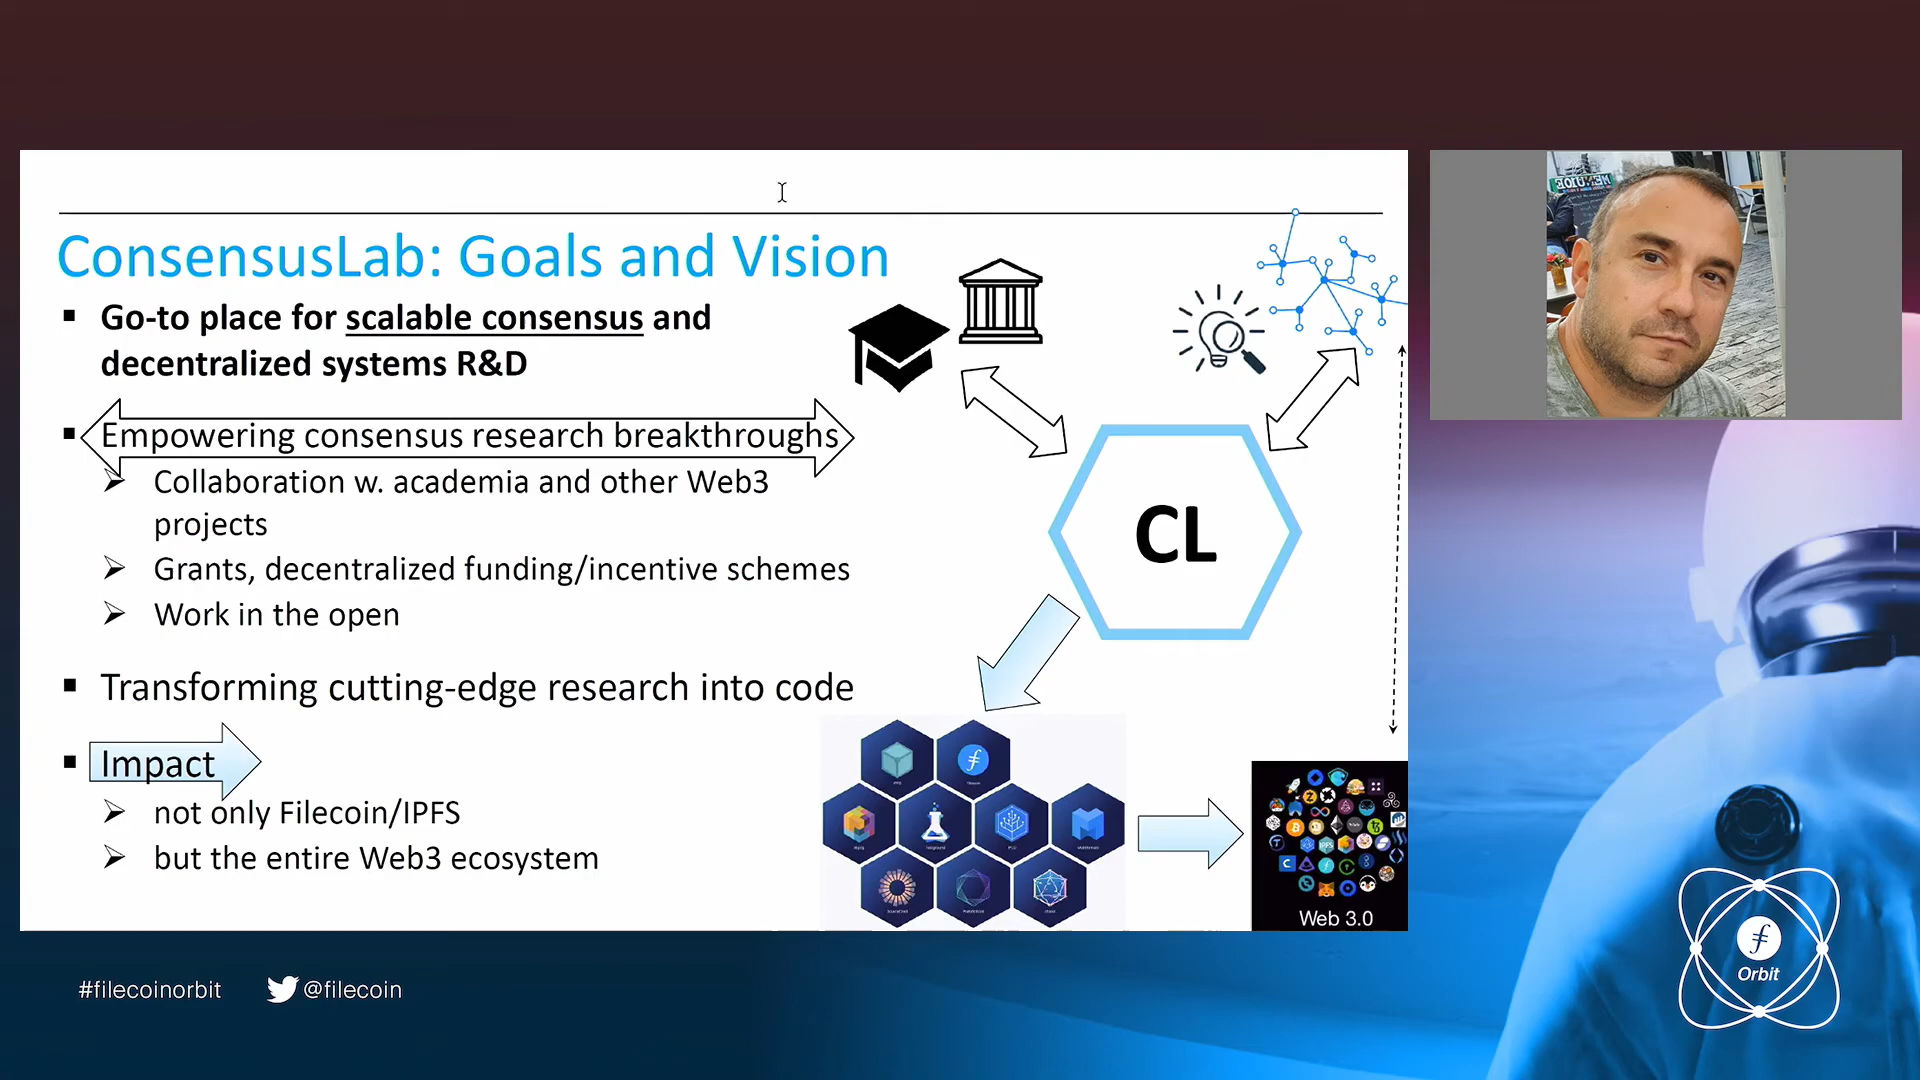 ConsensusLab: Goals and Vision
Go-to place for scalable consensus and
decentralized systems R&D
Empowering consensus research breakthroughs
Collaboration w. academia and other Web3
projects
Grants, decentralized funding/incentive schemes
Work in the open
Transforming cutting-edge research into code
Impact
not only Filecoin/IPFS
but the entire Web3 ecosystem
CL
Web 3.0
#filecoinorbit
@filecoin
Orbit